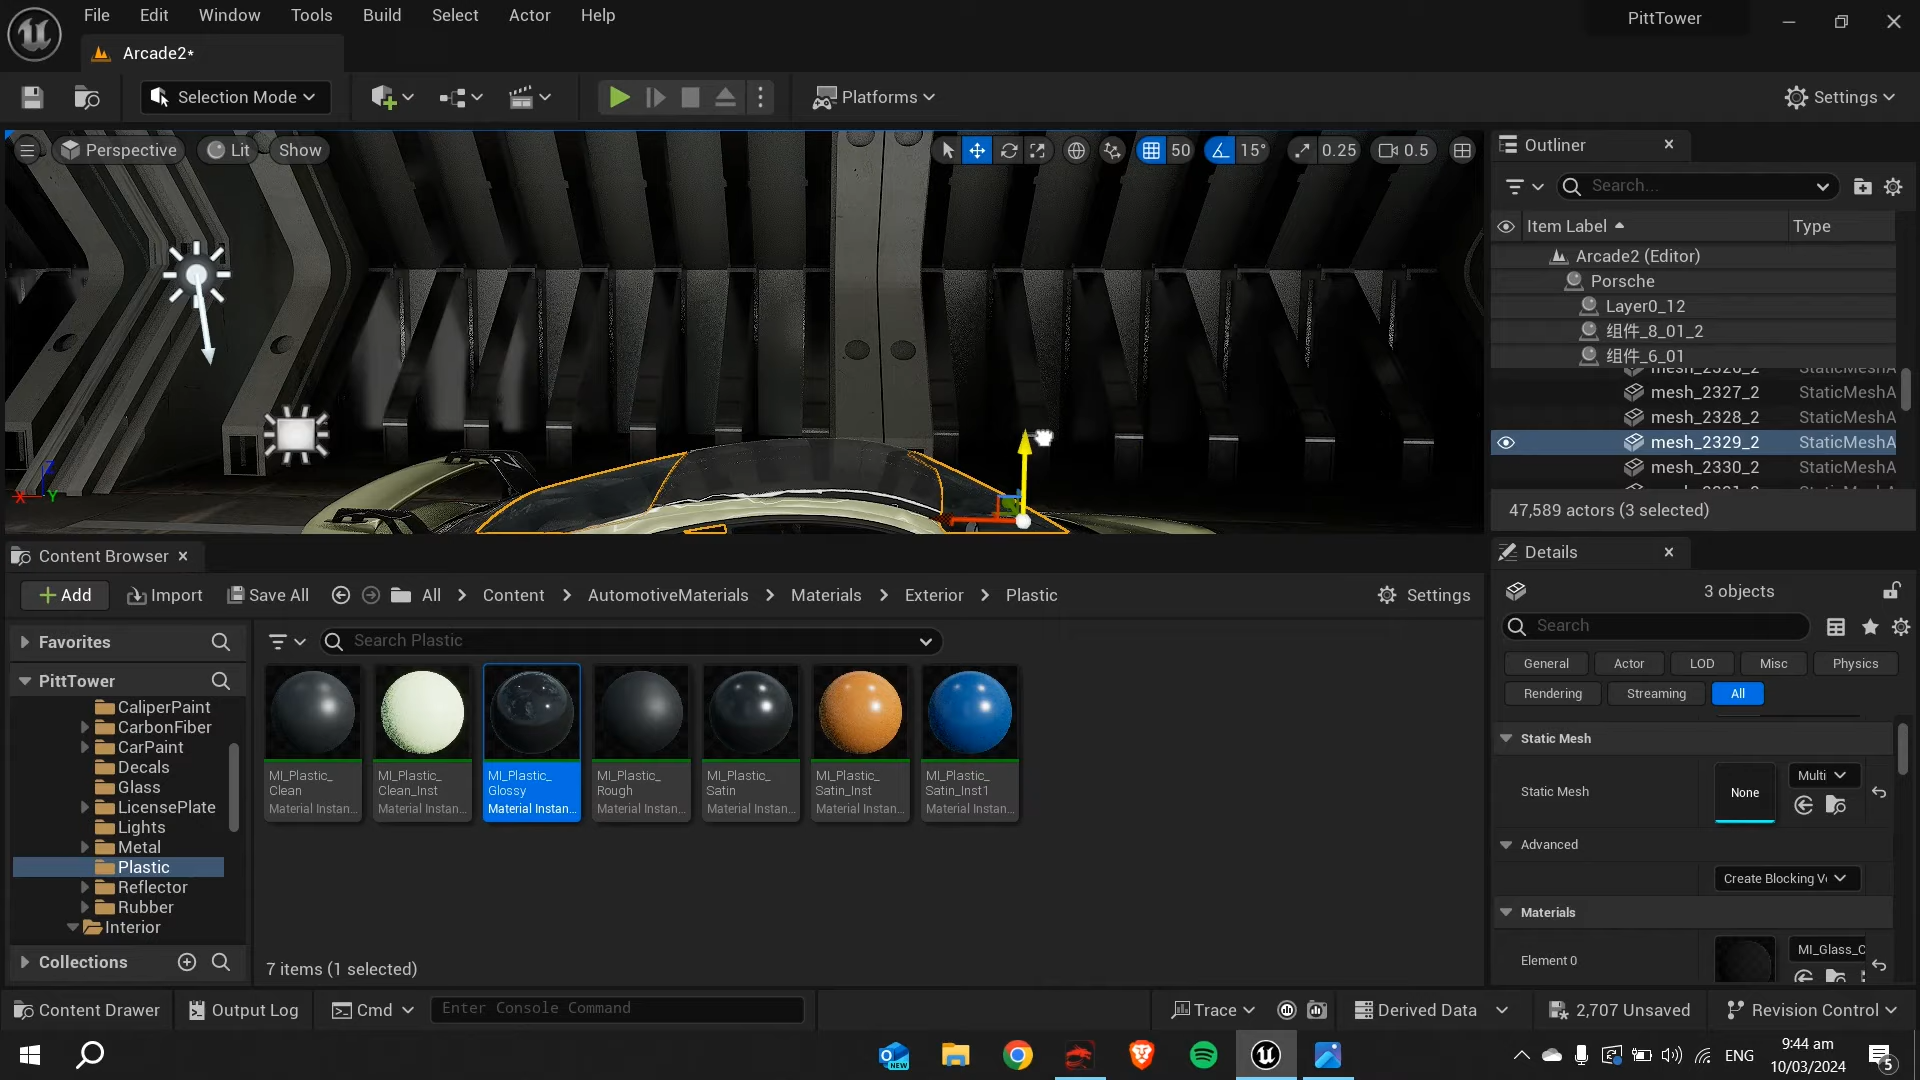 File Edit Window Tools Build Select Actor Help
PittTower
Arcade2*
Selection Mode
Platforms
Settings
Perspective
Lit
Show
50
15°
0.25
0.5
Outliner
Search...
Item Label
Type
Arcade2 (Editor)
Porsche
Layer0_12
组件_8_01_2
组件_6_01
mesh_2327_2 StaticMeshA
mesh_2328_2 StaticMeshA
mesh_2329_2 StaticMeshA
mesh_2330_2 StaticMeshA
47,589 actors (3 selected)
X
Y
Z
Content Browser
Add
Import
Save All
All
Content
AutomotiveMaterials
Materials
Exterior
Plastic
Settings
Favorites
PittTower
CaliperPaint
CarbonFiber
CarPaint
Decals
Glass
LicensePlate
Lights
Metal
Plastic
Reflector
Rubber
Interior
Collections
Search Plastic
MI_Plastic_
Clean
Material Instan...
MI_Plastic_
Clean_Inst
Material Instan...
MI_Plastic_
Glossy
Material Instan...
MI_Plastic_
Rough
Material Instan...
MI_Plastic_
Satin
Material Instan...
MI_Plastic_
Satin_Inst
Material Instan...
MI_Plastic_
Satin_Inst1
Material Instan...
7 items (1 selected)
Details
3 objects
Search
General
Actor
LOD
Misc
Physics
Rendering
Streaming
All
Static Mesh
Static Mesh
None
Multi
Advanced
Create Blocking V
Materials
Element 0
MI_Glass_C
Content Drawer
Output Log
Cmd
Enter Console Command
Trace
Derived Data
2,707 Unsaved
Revision Control
NEW
ENG
9:44 am
10/03/2024
5